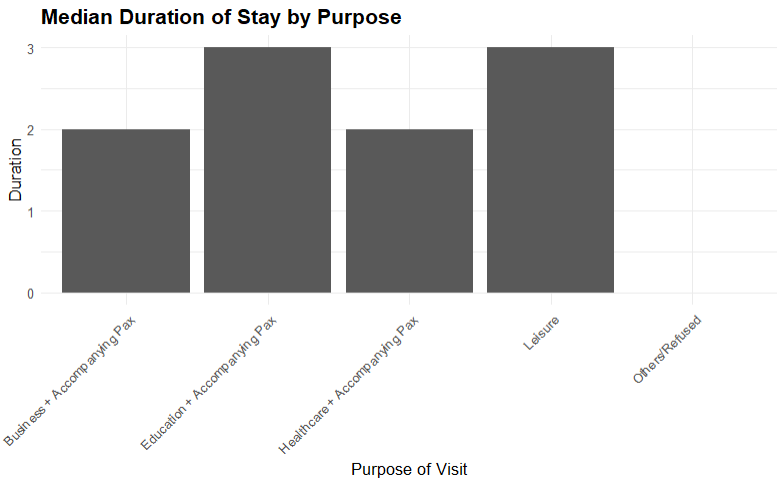 Median Duration of Stay by Purpose
Duration
3
2
1
0
Business + Accompanying Pax
Education + Accompanying Pax
Healthcare + Accompanying Pax
Leisure
Others/Refused
Purpose of Visit